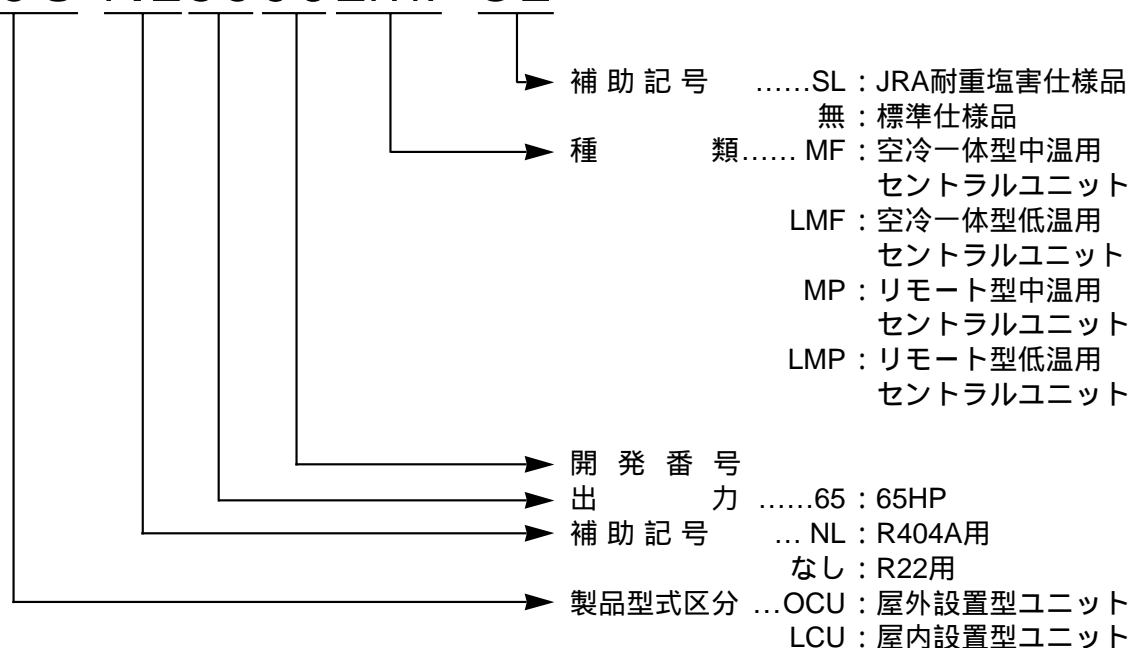 補助記号 ……SL：JRA耐重塩害仕様品
無：標準仕様品
種類…… MF：空冷一体型中温用
セントラルユニット
LMF：空冷一体型低温用
セントラルユニット
MP：リモート型中温用
セントラルユニット
LMP：リモート型低温用
セントラルユニット
開発番号
出力……65：65HP
補助記号 … NL：R404A用
なし：R22用
製品型式区分 …OCU：屋外設置型ユニット
LCU：屋内設置型ユニット